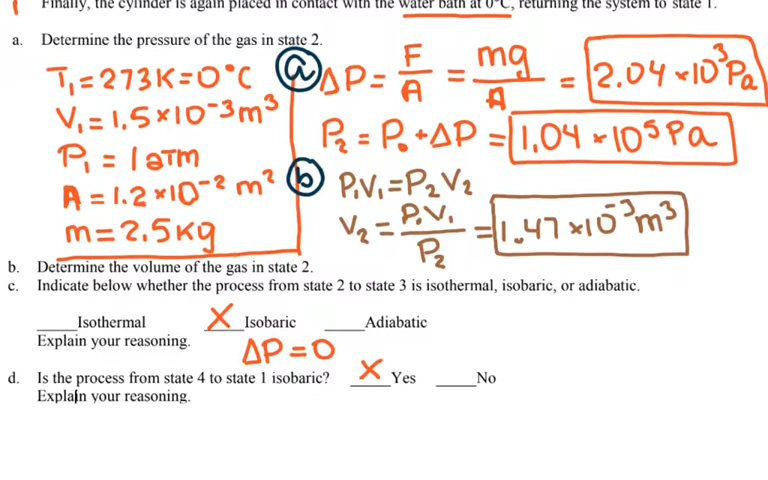 Finally, the cylinder is again placed in contact with the water bath at 0°C, returning the system to state 1.
a. Determine the pressure of the gas in state 2.
T₁ = 273K = 0°C
V₁ = 1.5 × 10⁻³ m³
P₁ = 1 atm
A = 1.2 × 10⁻² m²
m = 2.5 kg
ⓐ ΔP = F/A = mg/A = 2.04 × 10³ Pa
P₂ = P₀ + ΔP = 1.04 × 10⁵ Pa
ⓑ P₁V₁ = P₂V₂
V₂ = P₁V₁/P₂ = 1.47 × 10⁻³ m³
b. Determine the volume of the gas in state 2.
c. Indicate below whether the process from state 2 to state 3 is isothermal, isobaric, or adiabatic.
_____Isothermal X Isobaric _____Adiabatic
Explain your reasoning.
ΔP = 0
d. Is the process from state 4 to state 1 isobaric? X Yes _____No
Explain your reasoning.